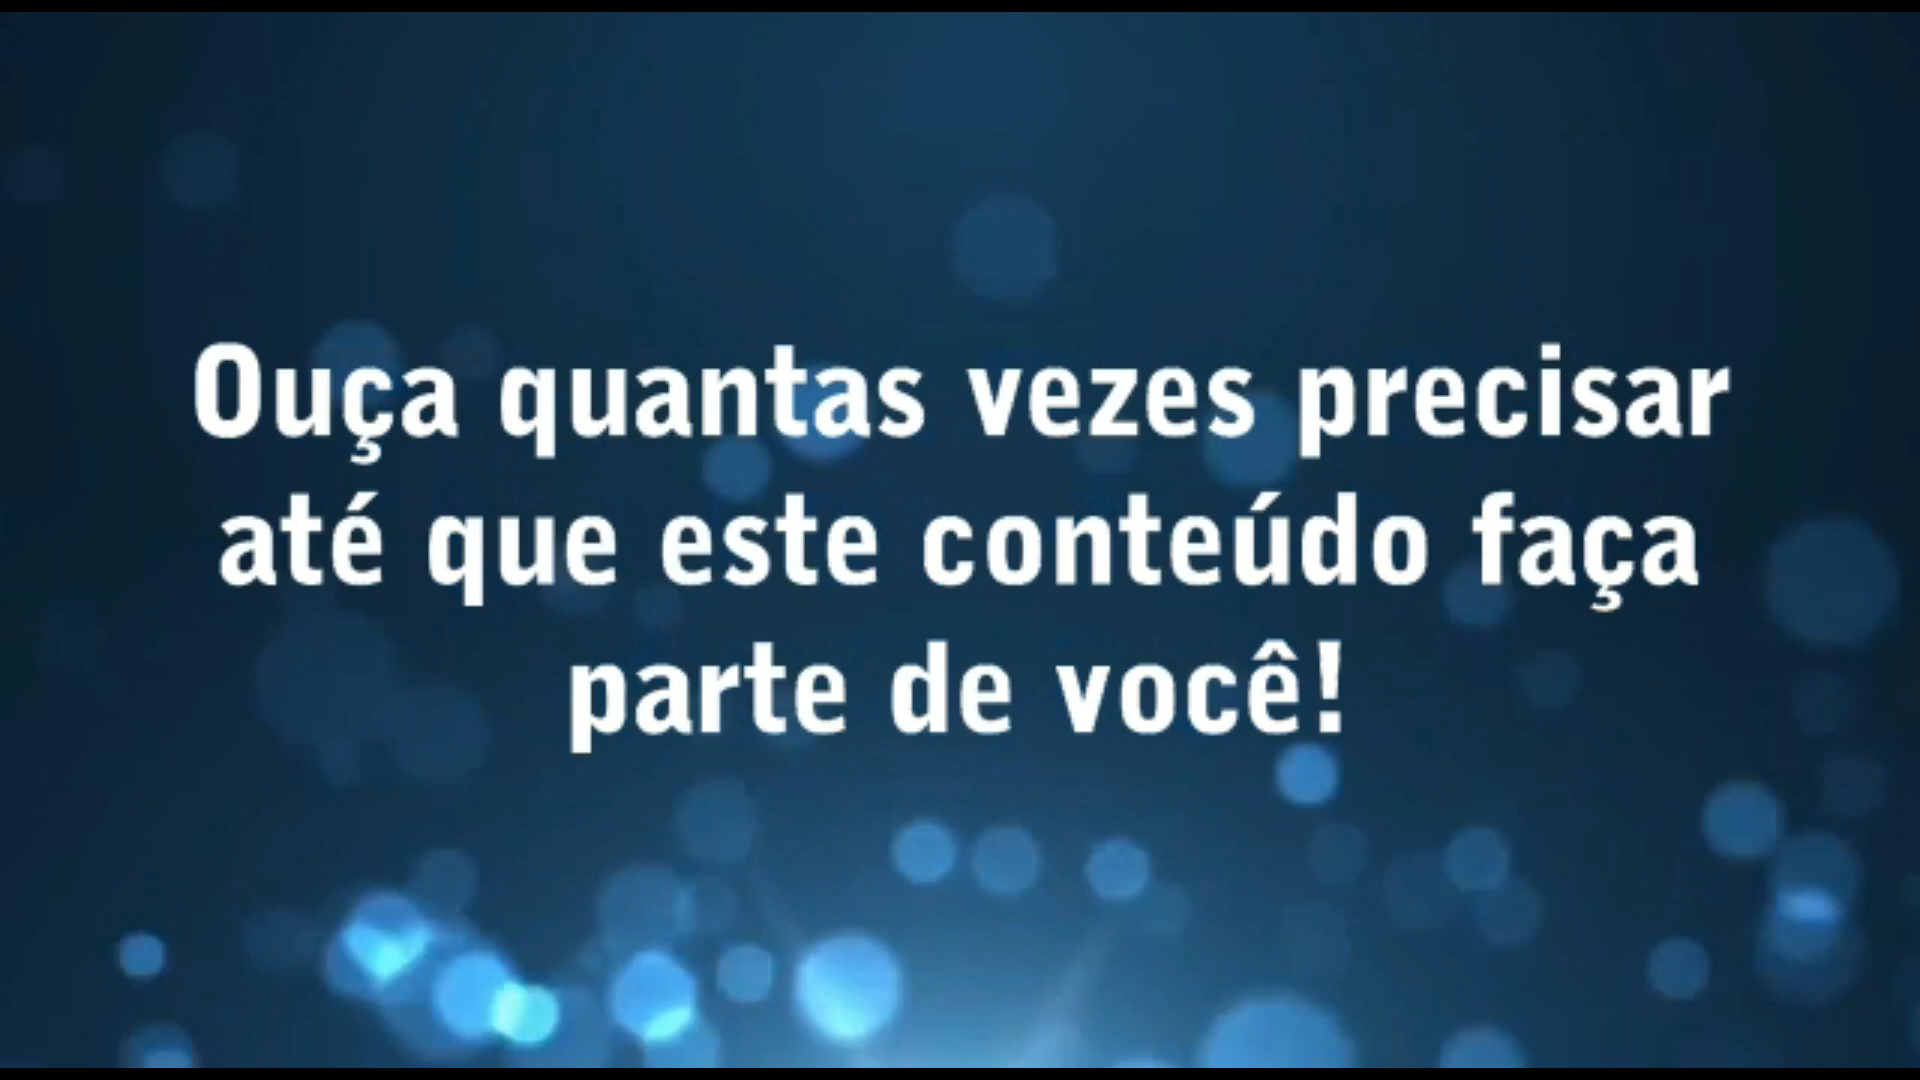 Ouça quantas vezes precisar
até que este conteúdo faça
parte de você!